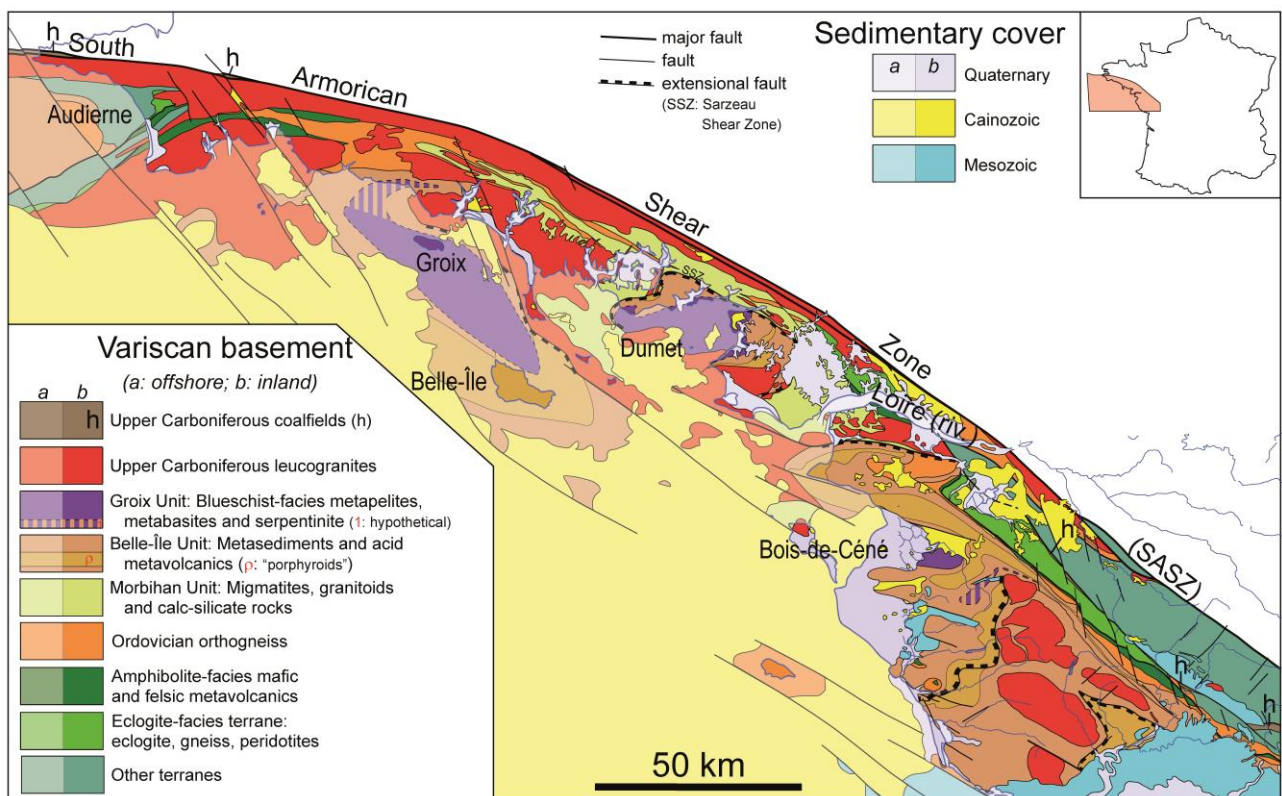 h
South
h
Armorican
Audierne
Shear
Groix
SSZ
Dumet
Belle-Île
Zone
Loire (riv.)
Bois-de-Céné
h
(SASZ)
h
h
50 km
major fault
fault
extensional fault
(SSZ: Sarzeau
Shear Zone)
Sedimentary cover
a b
Quaternary
Cainozoic
Mesozoic
Variscan basement
(a: offshore; b: inland)
a b
h Upper Carboniferous coalfields (h)
Upper Carboniferous leucogranites
Groix Unit: Blueschist-facies metapelites,
metabasites and serpentinite (1: hypothetical)
Belle-Île Unit: Metasediments and acid
ρ metavolcanics (ρ: "porphyroids")
Morbihan Unit: Migmatites, granitoids
and calc-silicate rocks
Ordovician orthogneiss
Amphibolite-facies mafic
and felsic metavolcanics
Eclogite-facies terrane:
eclogite, gneiss, peridotites
Other terranes